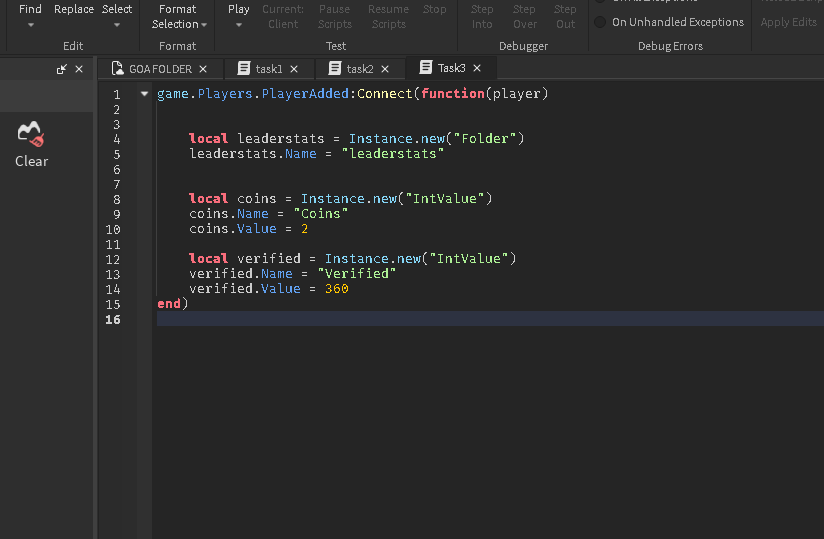 Find Replace Select Format Selection Play Current: Client Pause Scripts Resume Scripts Stop Step Into Step Over Step Out On Unhandled Exceptions Apply Edits
Edit Format Test Debugger Debug Errors
GOAFOLDER task1 task2 Task3
Clear
1 game.Players.PlayerAdded:Connect(function(player)
2
3
4 local leaderstats = Instance.new("Folder")
5 leaderstats.Name = "leaderstats"
6
7
8 local coins = Instance.new("IntValue")
9 coins.Name = "Coins"
10 coins.Value = 2
11
12 local verified = Instance.new("IntValue")
13 verified.Name = "Verified"
14 verified.Value = 360
15 end)
16